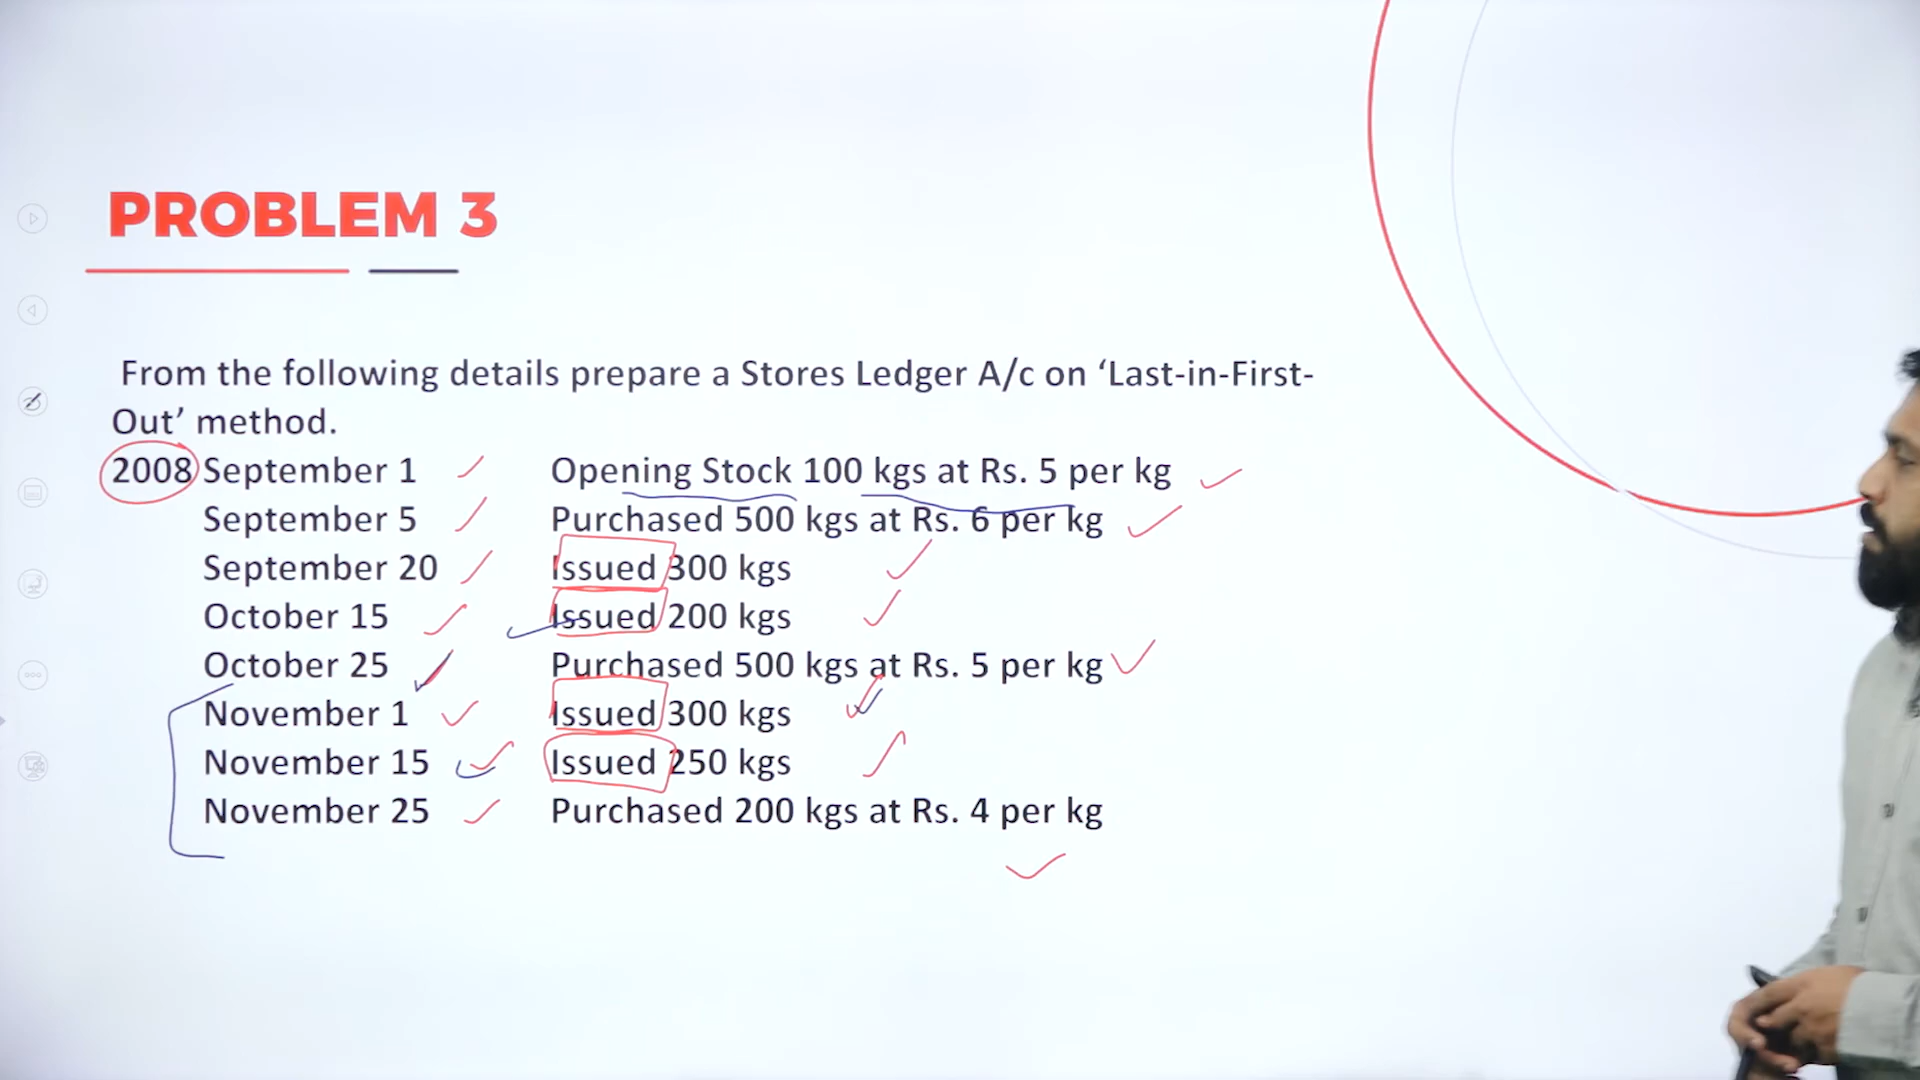 PROBLEM 3
From the following details prepare a Stores Ledger A/c on ‘Last-in-First-
Out’ method.
2008 September 1 Opening Stock 100 kgs at Rs. 5 per kg
September 5 Purchased 500 kgs at Rs. 6 per kg
September 20 Issued 300 kgs
October 15 Issued 200 kgs
October 25 Purchased 500 kgs at Rs. 5 per kg
November 1 Issued 300 kgs
November 15 Issued 250 kgs
November 25 Purchased 200 kgs at Rs. 4 per kg